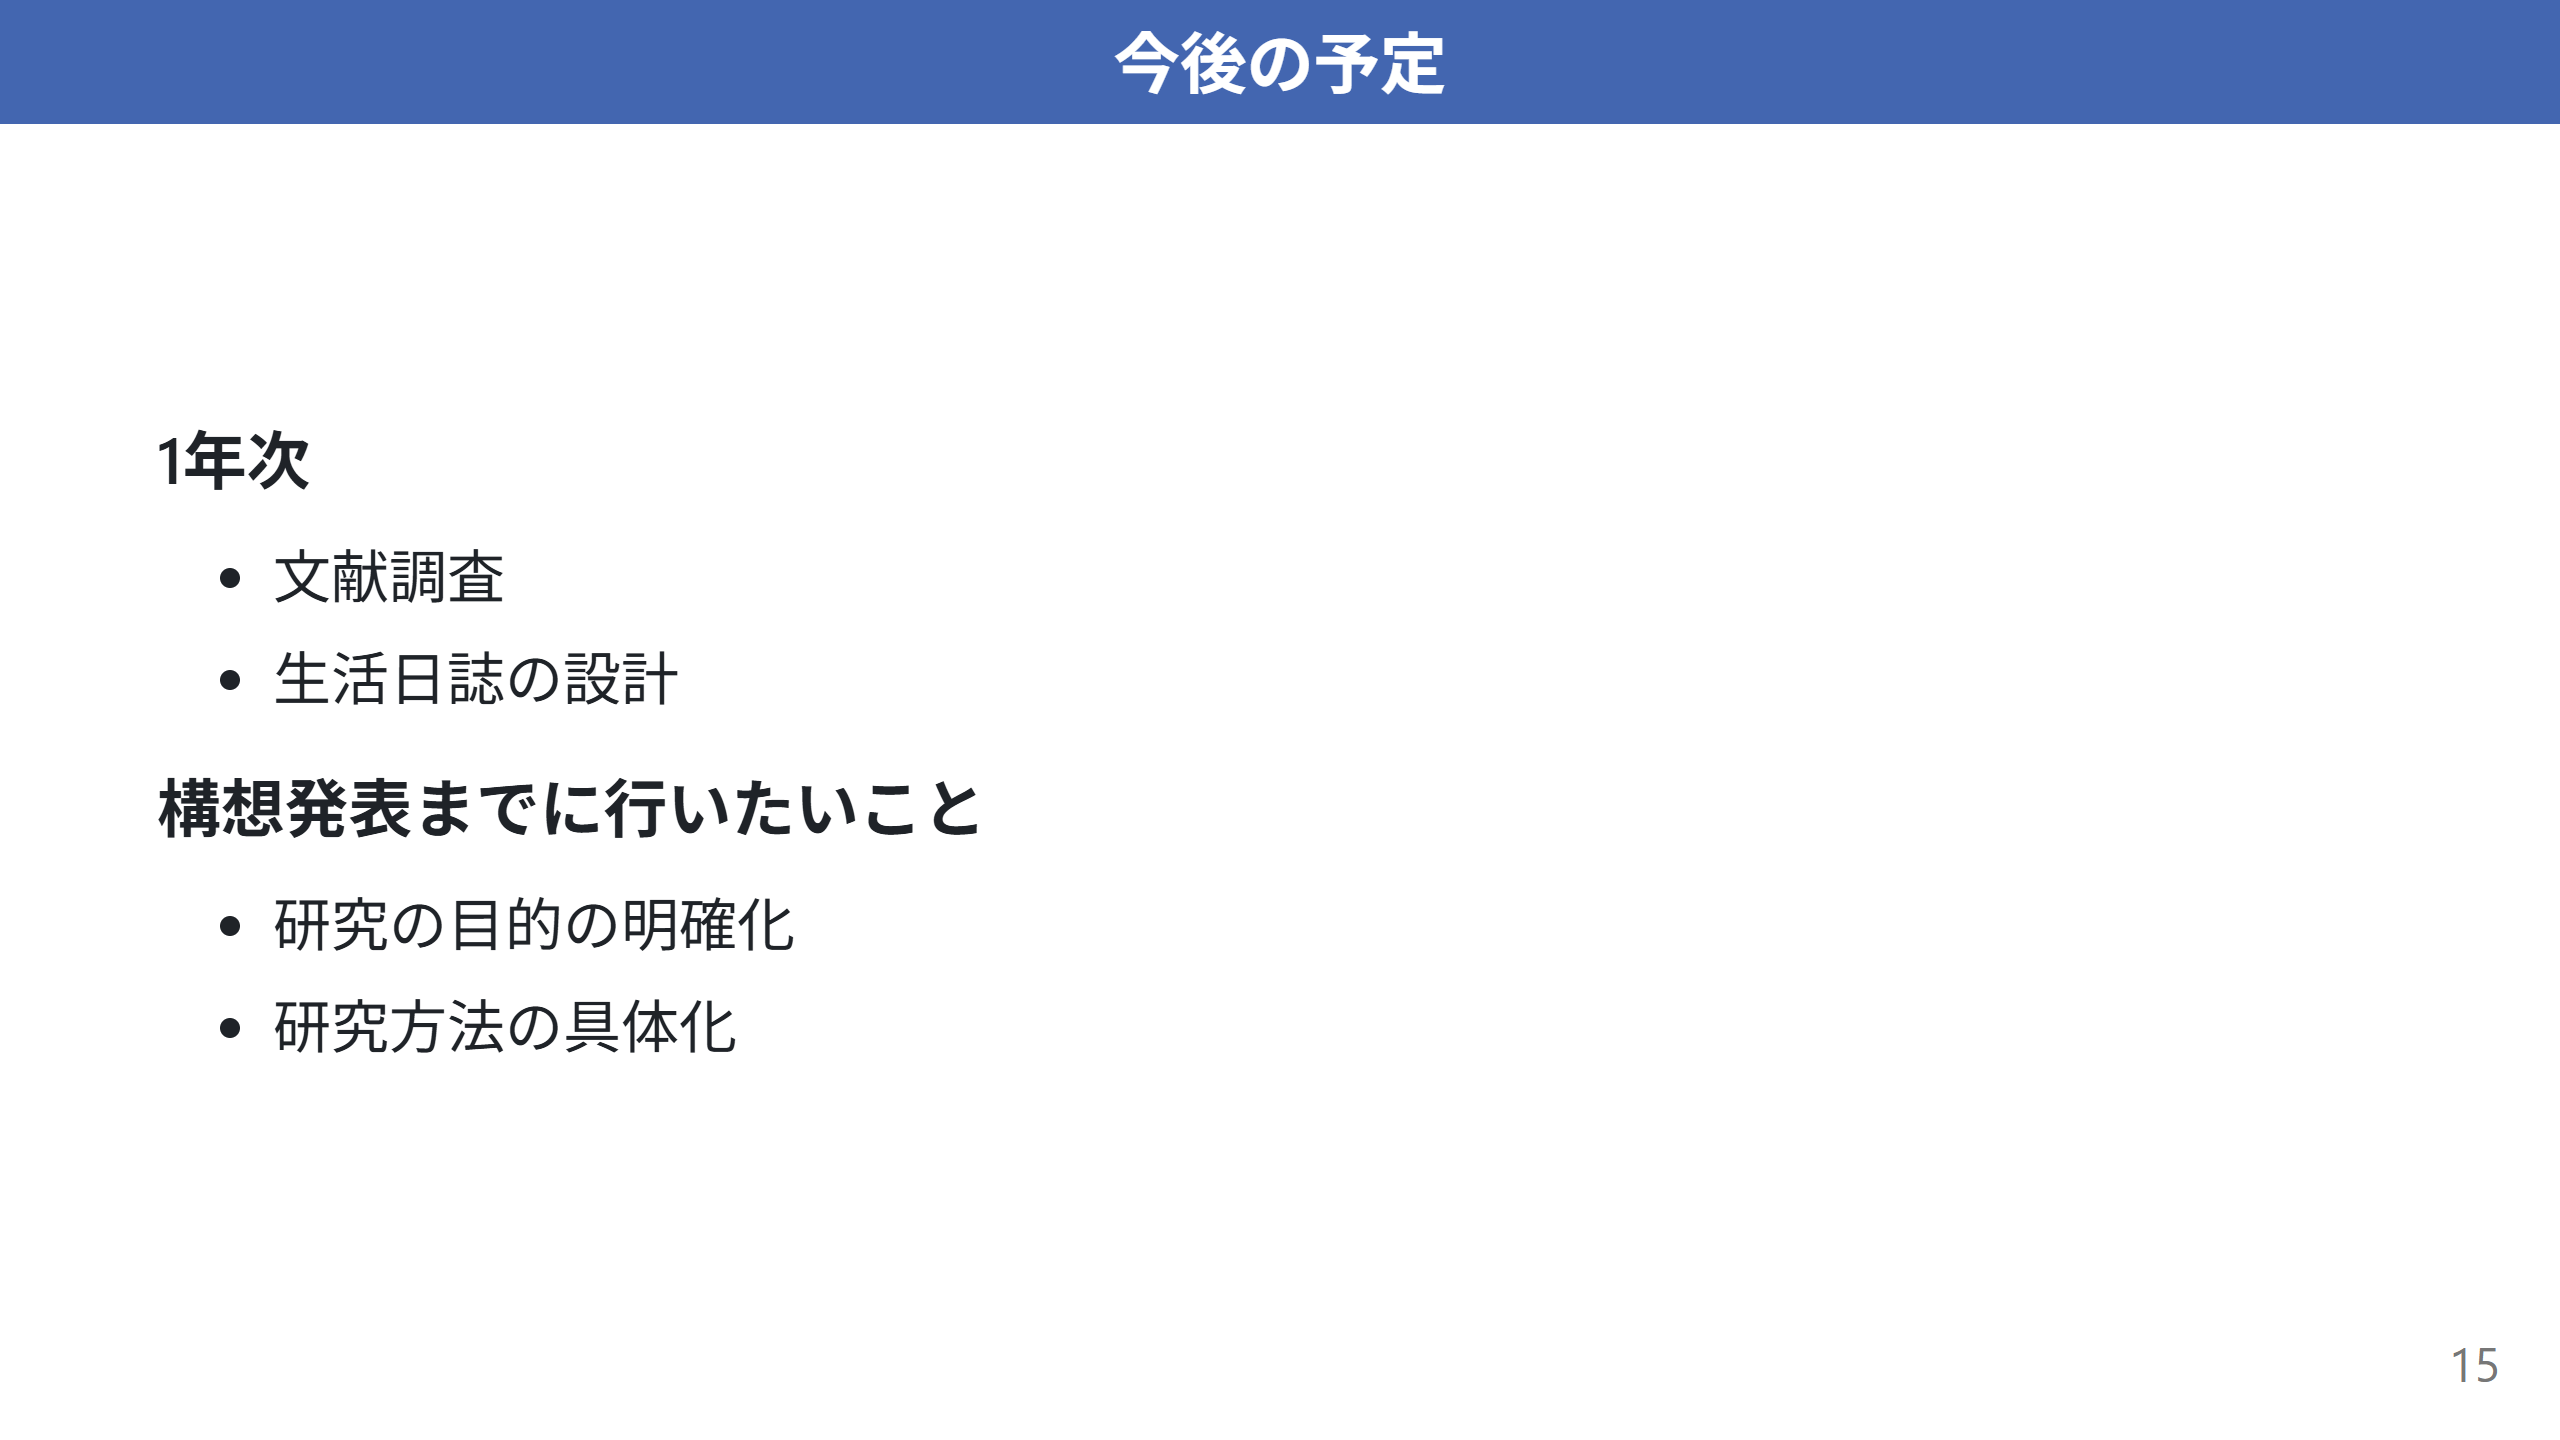 今後の予定
1年次
• 文献調査
• 生活日誌の設計
構想発表までに行いたいこと
• 研究の目的の明確化
• 研究方法の具体化
15